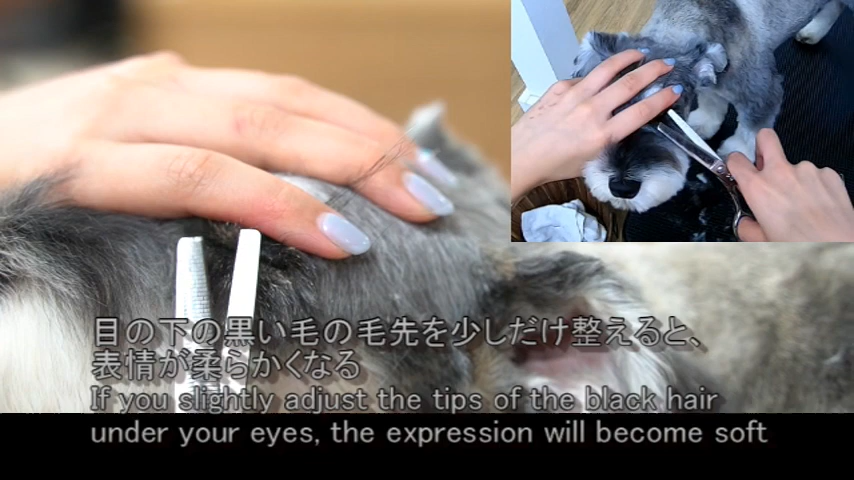 目の下の黒い毛の毛先を少しだけ整えると、
表情が柔らかくなる
If you slightly adjust the tips of the black hair
under your eyes, the expression will become soft